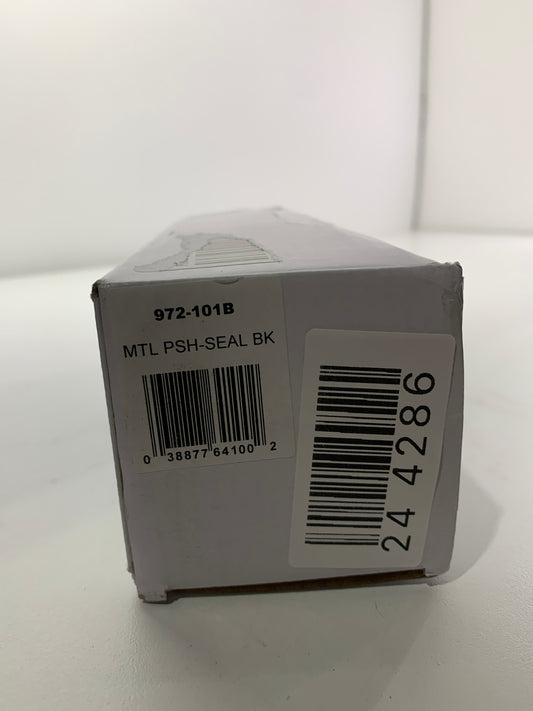 972-101B
MTL PSH-SEAL BK
0 38877 64100 2
24 4286